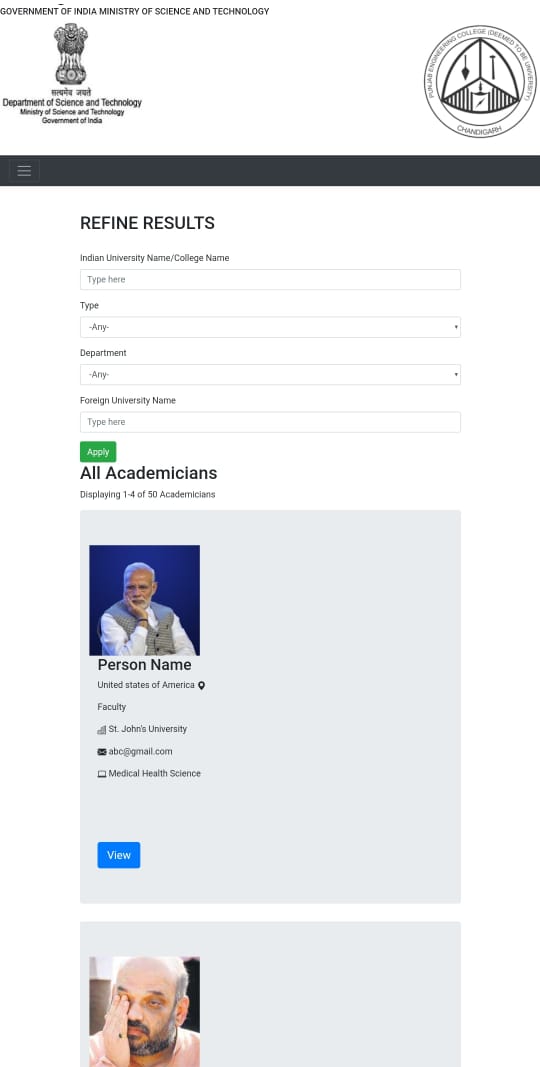 GOVERNMENT OF INDIA MINISTRY OF SCIENCE AND TECHNOLOGY
सत्यमेव जयते
Department of Science and Technology
Ministry of Science and Technology
Government of India
PUNJAB ENGINEERING COLLEGE (DEEMED TO BE UNIVERSITY)
CHANDIGARH
REFINE RESULTS
Indian University Name/College Name
Type here
Type
-Any-
Department
-Any-
Foreign University Name
Type here
Apply
All Academicians
Displaying 1-4 of 50 Academicians
Person Name
United states of America
Faculty
St. John's University
abc@gmail.com
Medical Health Science
View